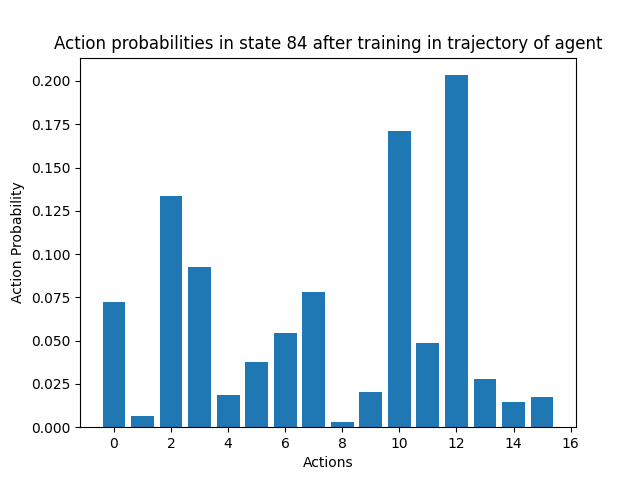 Action probabilities in state 84 after training in trajectory of agent
0.200
0.175
0.150
0.125
0.100
0.075
0.050
0.025
0.000
Action Probability
0 2 4 6 8 10 12 14 16
Actions